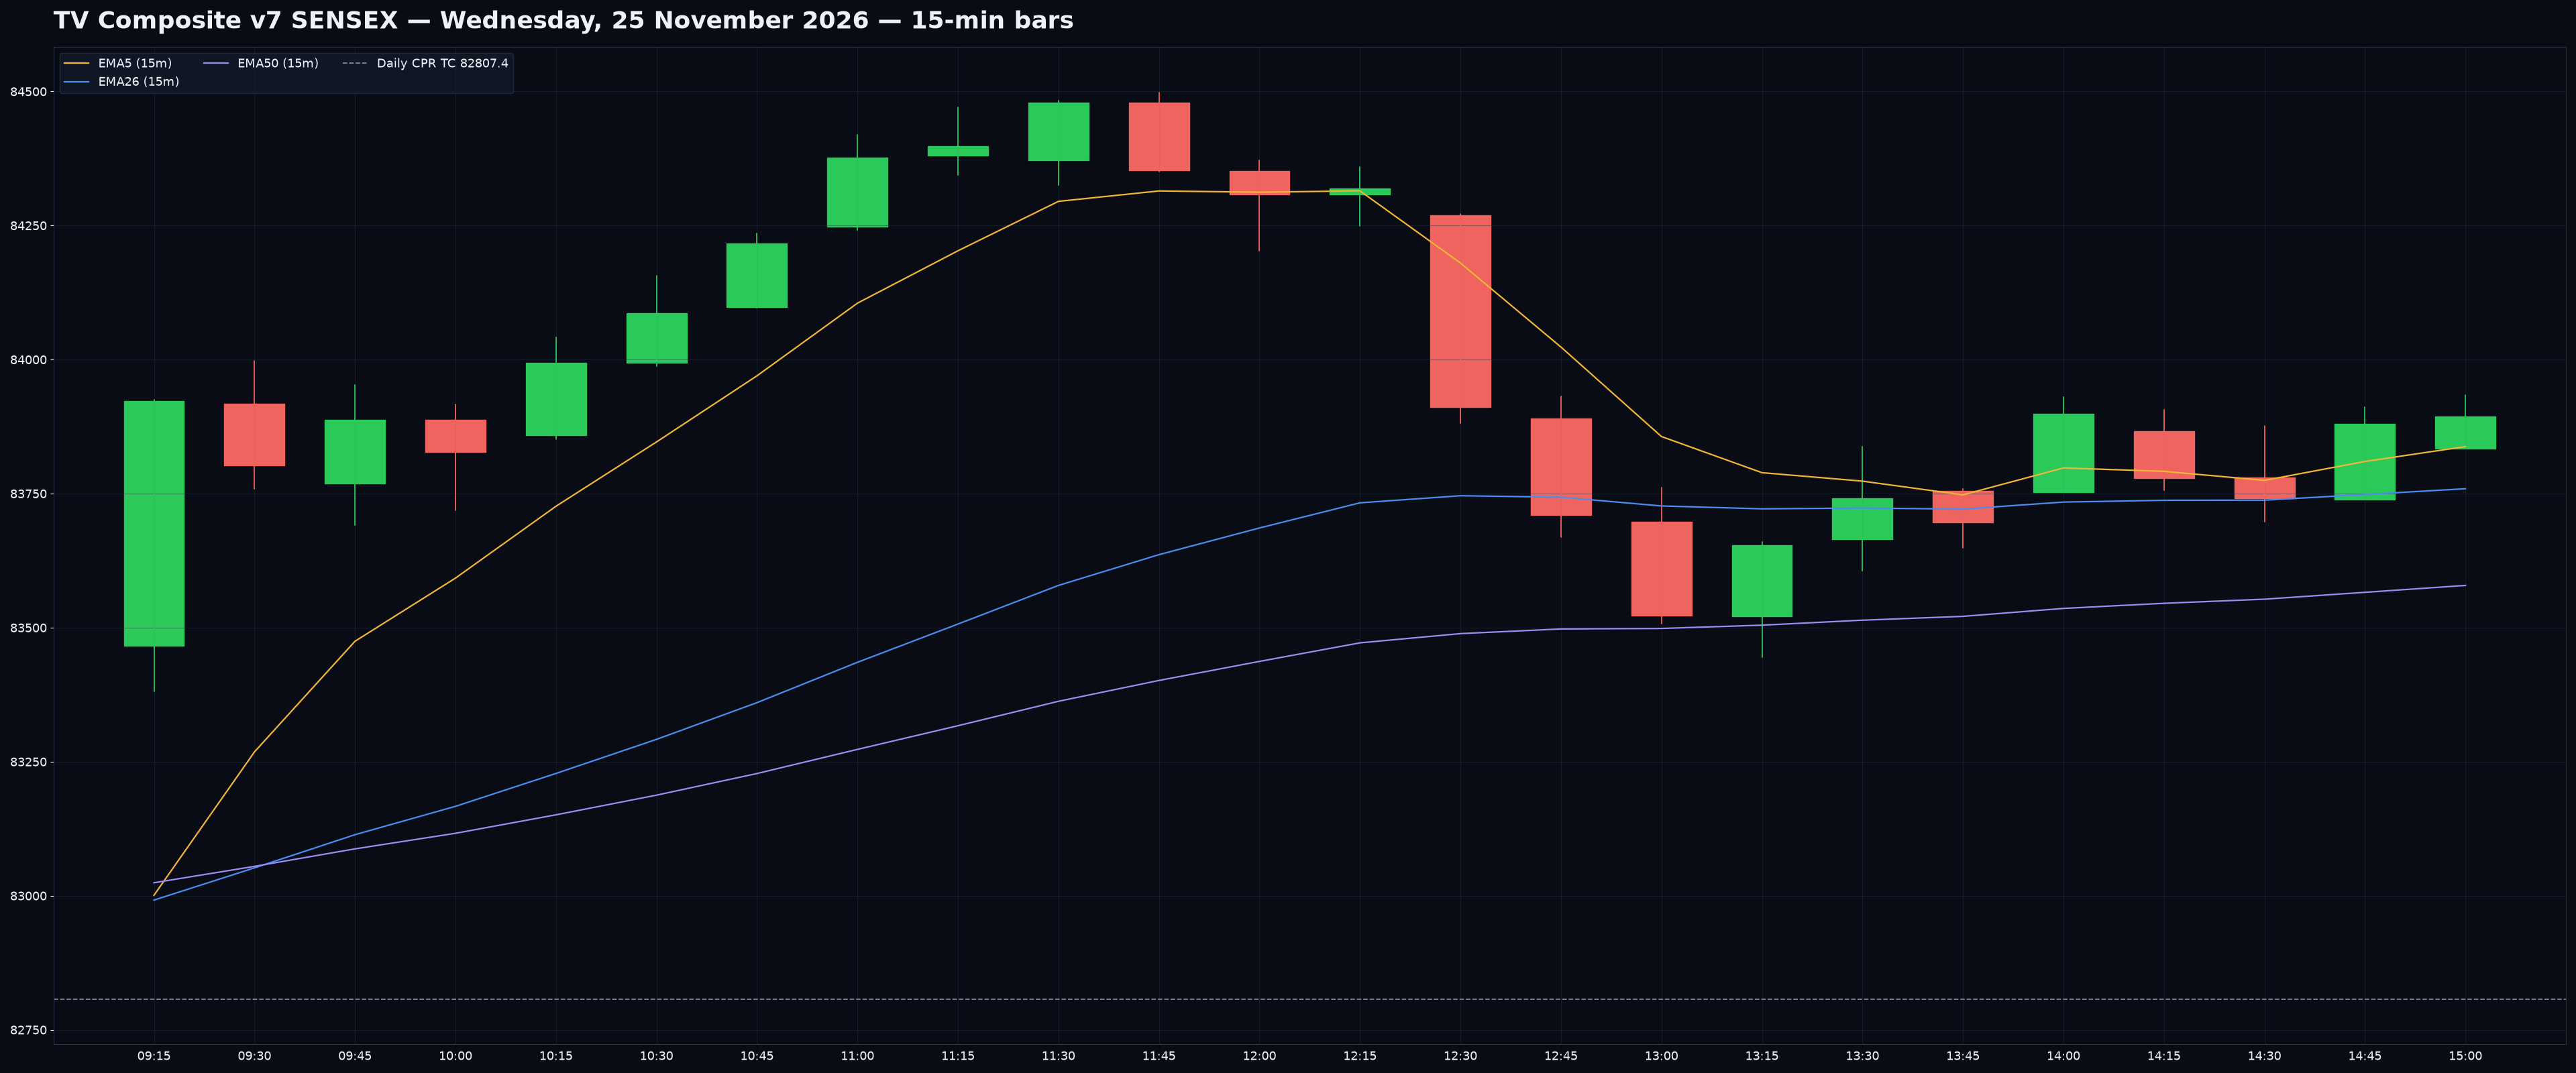 TV Composite v7 SENSEX — Wednesday, 25 November 2026 — 15-min bars
EMA5 (15m) EMA50 (15m) Daily CPR TC 82807.4
EMA26 (15m)
84500
84250
84000
83750
83500
83250
83000
82750
09:15 09:30 09:45 10:00 10:15 10:30 10:45 11:00 11:15 11:30 11:45 12:00 12:15 12:30 12:45 13:00 13:15 13:30 13:45 14:00 14:15 14:30 14:45 15:00